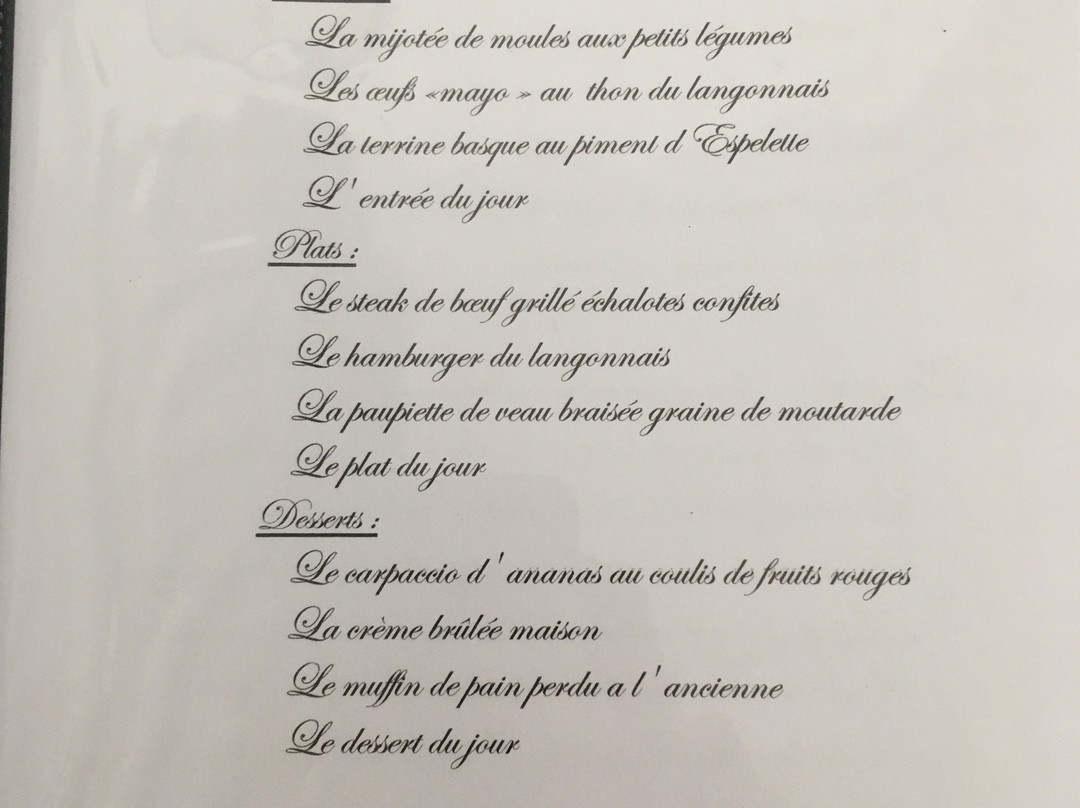 La mijotée de moules aux petits légumes
Les œufs «mayo » au thon du langonnais
La terrine basque au piment d Espelette
L' entrée du jour
Plats :
Le steak de bœuf grillé échalotes confites
Le hamburger du langonnais
La paupiette de veau braisée graine de moutarde
Le plat du jour
Desserts :
Le carpaccio d' ananas au coulis de fruits rouges
La crème brûlée maison
Le muffin de pain perdu a l' ancienne
Le dessert du jour